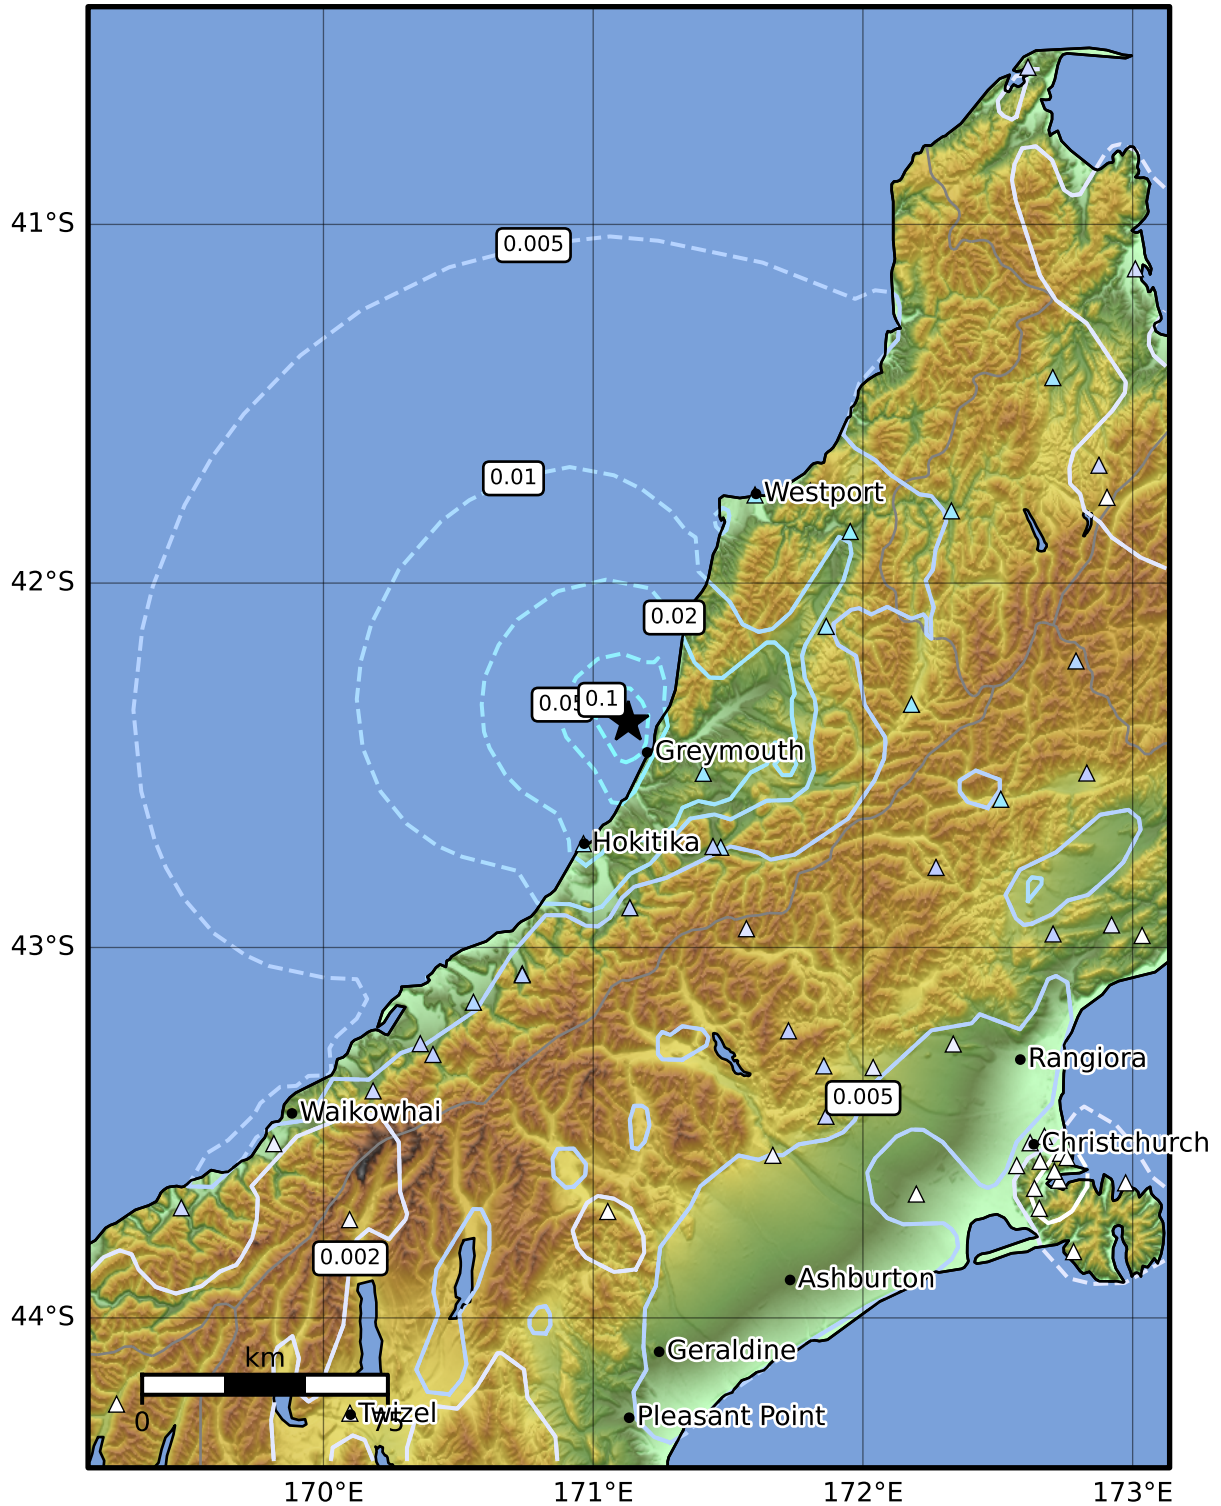 0.005
41°S
0.01
Westport
42°S
0.02
0.05
0.1
Greymouth
Hokitika
43°S
Rangiora
0.005
Waikowhai
Christchurch
0.002
Ashburton
44°S
Geraldine
km
Twizel
0
75
Pleasant Point
170°E
171°E
172°E
173°E